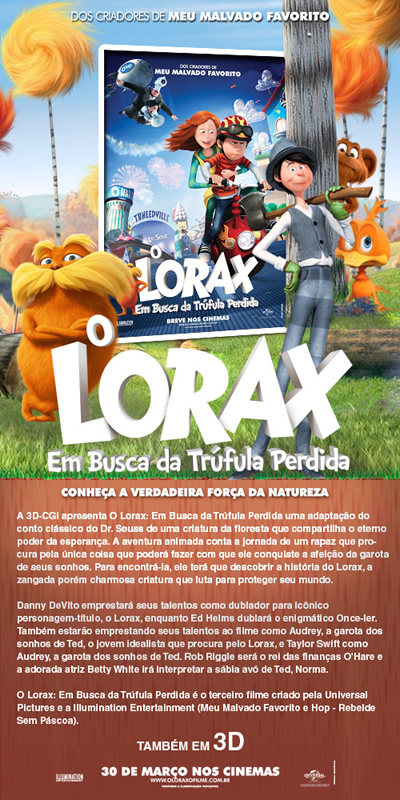 DOS CRIADORES DE MEU MALVADO FAVORITO
DOS CRIADORES DE
MEU MALVADO FAVORITO
TNEEDVILLE
Dr. Seuss
O
LORAX
Em Busca da Trúfula Perdida
BREVE NOS CINEMAS
O
LORAX
Em Busca da Trúfula Perdida
CONHEÇA A VERDADEIRA FORÇA DA NATUREZA
A 3D-CGI apresenta O Lorax: Em Busca da Trúfula Perdida uma adaptação do
conto clássico do Dr. Seuss de uma criatura da floresta que compartilha o eterno
poder da esperança. A aventura animada conta a jornada de um rapaz que pro-
cura pela única coisa que poderá fazer com que ele conquiste a afeição da garota
de seus sonhos. Para encontrá-la, ele terá que descobrir a história do Lorax, a
zangada porém charmosa criatura que luta para proteger seu mundo.
Danny DeVito emprestará seus talentos como dublador para icônico
personagem-título, o Lorax, enquanto Ed Helms dublará o enigmático Once-ler.
Também estarão emprestando seus talentos ao filme como Audrey, a garota dos
sonhos de Ted, o jovem idealista que procura pelo Lorax, e Taylor Swift como
Audrey, a garota dos sonhos de Ted. Rob Riggle será o rei das finanças O'Hare e
a adorada atriz Betty White irá interpretar a sábia avó de Ted, Norma.
O Lorax: Em Busca da Trúfula Perdida é o terceiro filme criado pela Universal
Pictures e a Illumination Entertainment (Meu Malvado Favorito e Hop - Rebelde
Sem Páscoa).
TAMBÉM EM 3D
ILLUMINATION
30 DE MARÇO NOS CINEMAS
WWW.OLORAXOFILME.COM.BR
UNIVERSAL